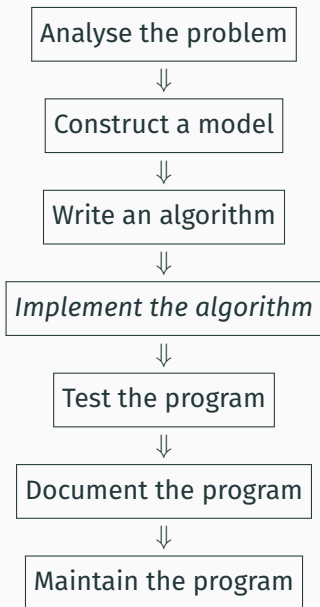 Analyse the problem
⇓
Construct a model
⇓
Write an algorithm
⇓
Implement the algorithm
⇓
Test the program
⇓
Document the program
⇓
Maintain the program